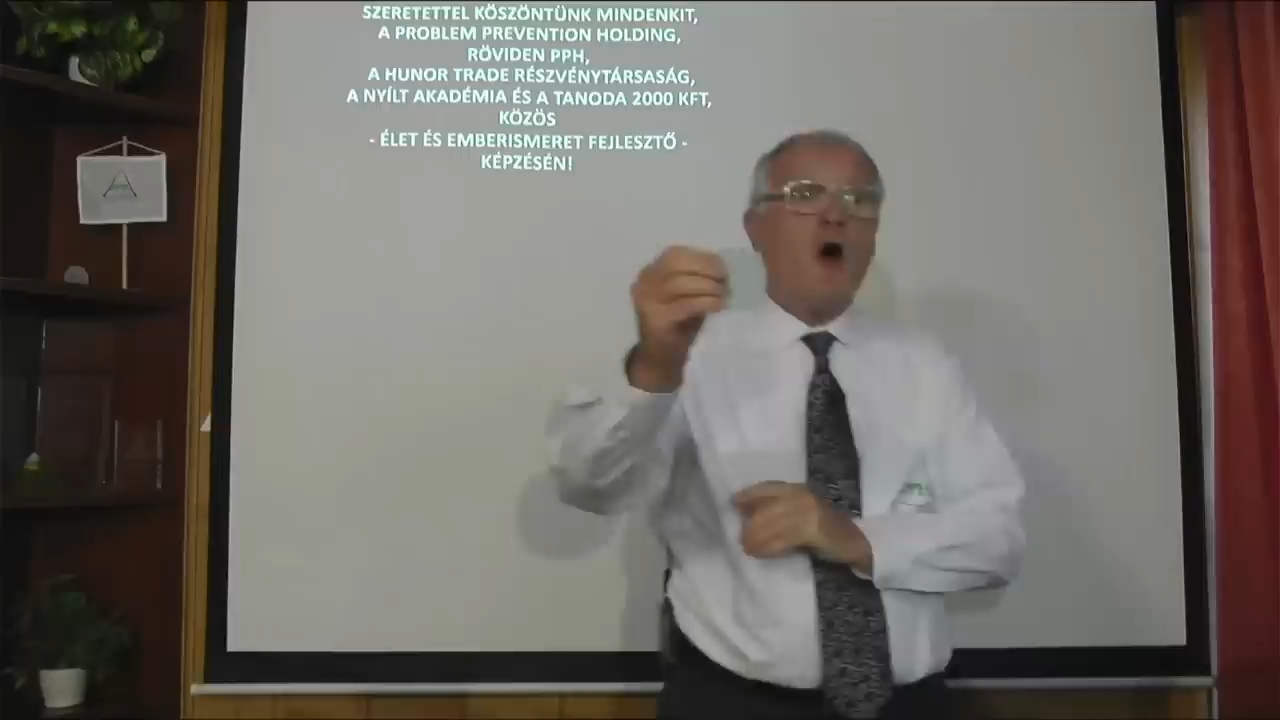 SZERETETTEL KÖSZÖNTÜNK MINDENKIT,
A PROBLEM PREVENTION HOLDING,
RÖVIDEN PPH,
A HUNOR TRADE RÉSZVÉNYTÁRSASÁG,
A NYÍLT AKADÉMIA ÉS A TANODA 2000 KFT,
KÖZÖS
- ÉLET ÉS EMBERISMERET FEJLESZTŐ -
KÉPZÉSÉN!